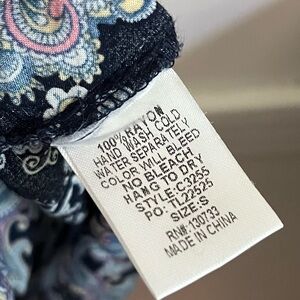 100% RAYON
HAND WASH COLD
WATER SEPARATELY
COLOR WILL BLEED
NO BLEACH
HANG TO DRY
STYLE: C3255
PO: TL22525
SIZE: S
RN#: 130733
MADE IN CHINA